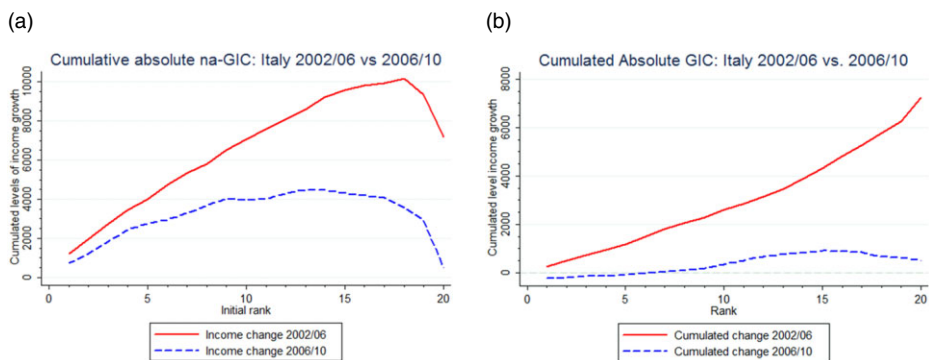 (a)
Cumulative absolute na-GIC: Italy 2002/06 vs 2006/10
Cumulated levels of income growth
10000
8000
6000
4000
2000
0
0 5 10 15 20
Initial rank
Income change 2002/06
Income change 2006/10
(b)
Cumulated Absolute GIC: Italy 2002/06 vs. 2006/10
Cumulated level income growth
8000
6000
4000
2000
0
0 5 10 15 20
Rank
Cumulated change 2002/06
Cumulated change 2006/10